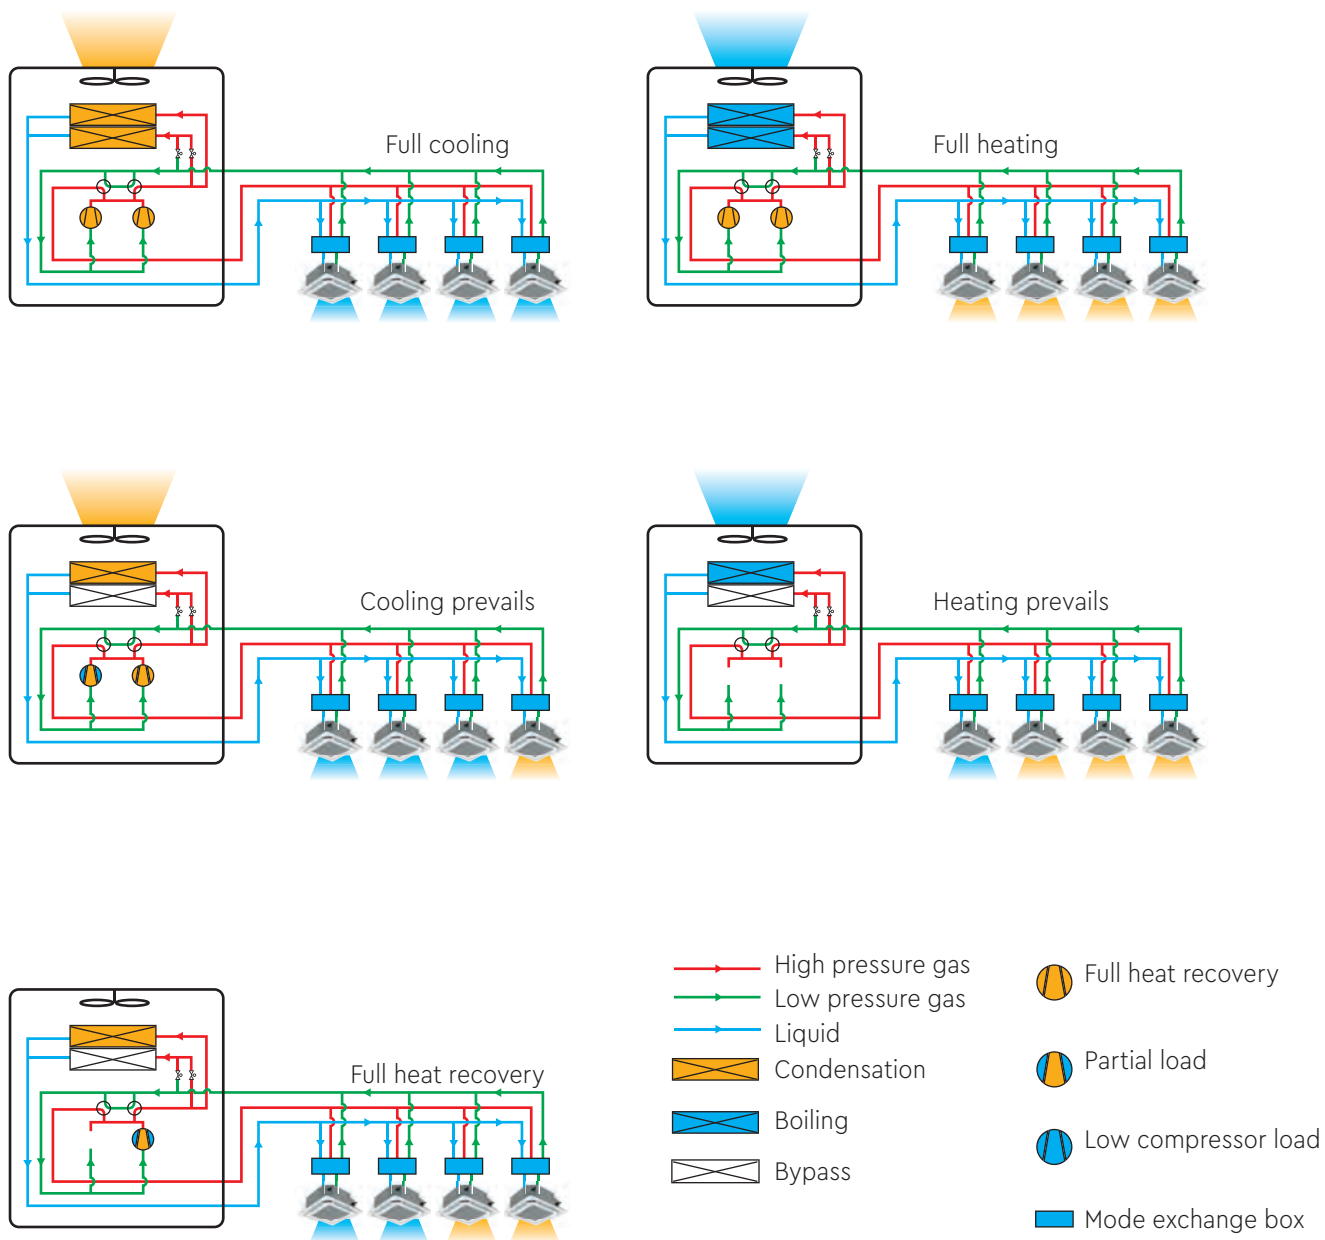 Full cooling
Full heating
Cooling prevails
Heating prevails
Full heat recovery
High pressure gas
Low pressure gas
Liquid
Condensation
Boiling
Bypass
Full heat recovery
Partial load
Low compressor load
Mode exchange box